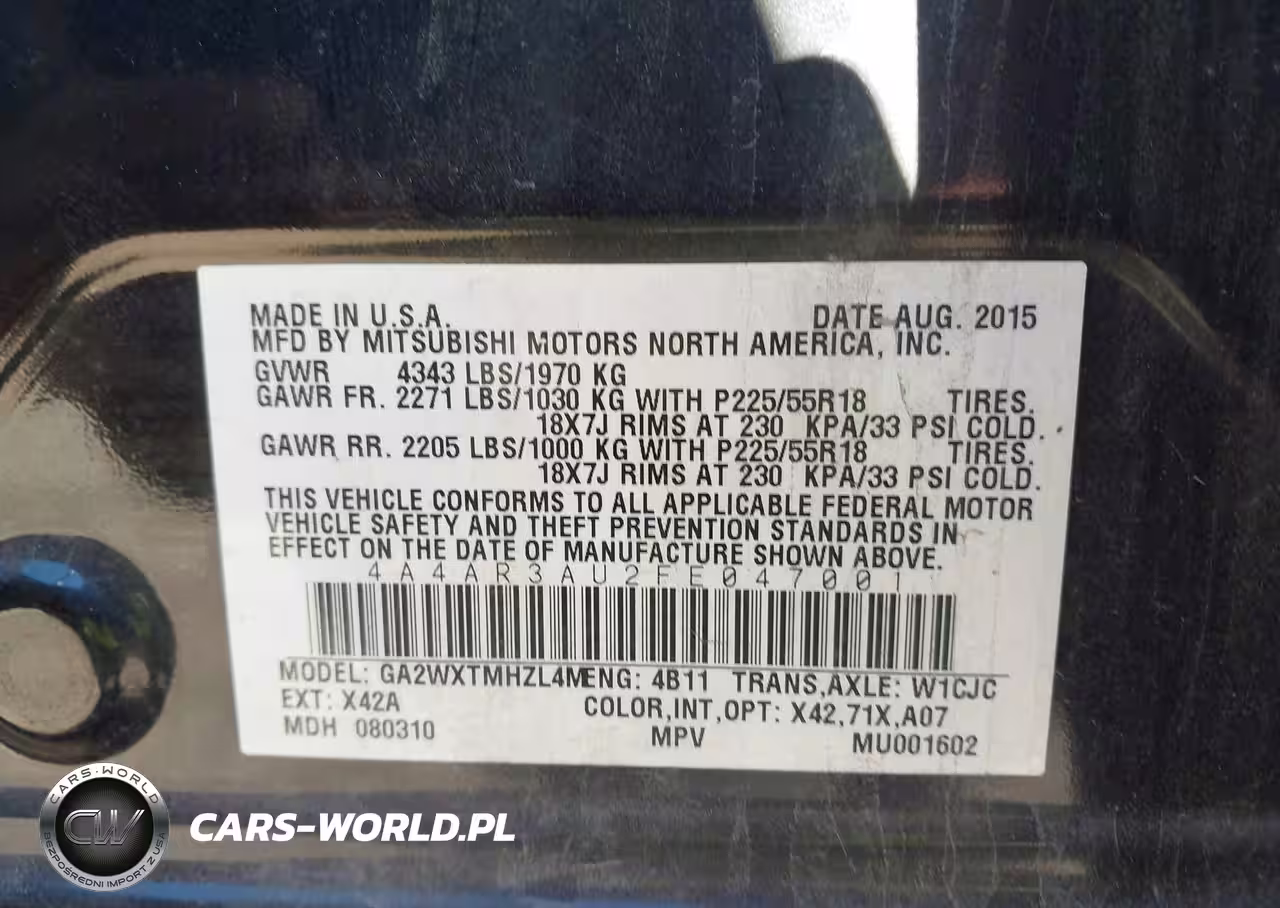 MADE IN U.S.A. DATE AUG. 2015
MFD BY MITSUBISHI MOTORS NORTH AMERICA, INC.
GVWR 4343 LBS/1970 KG
GAWR FR. 2271 LBS/1030 KG WITH P225/55R18 TIRES.
18X7J RIMS AT 230 KPA/33 PSI COLD.
GAWR RR. 2205 LBS/1000 KG WITH P225/55R18 TIRES.
18X7J RIMS AT 230 KPA/33 PSI COLD.
THIS VEHICLE CONFORMS TO ALL APPLICABLE FEDERAL MOTOR
VEHICLE SAFETY AND THEFT PREVENTION STANDARDS IN
EFFECT ON THE DATE OF MANUFACTURE SHOWN ABOVE.
4A4AR3AU2FE047001
MODEL: GA2WXTMHZL4M ENG: 4B11 TRANS,AXLE: W1CJC
EXT: X42A COLOR,INT,OPT: X42,71X,A07
MDH 080310 MPV MU001602
CARS-WORLD
CW
BEZPOŚREDNI IMPORT Z USA
CARS-WORLD.PL